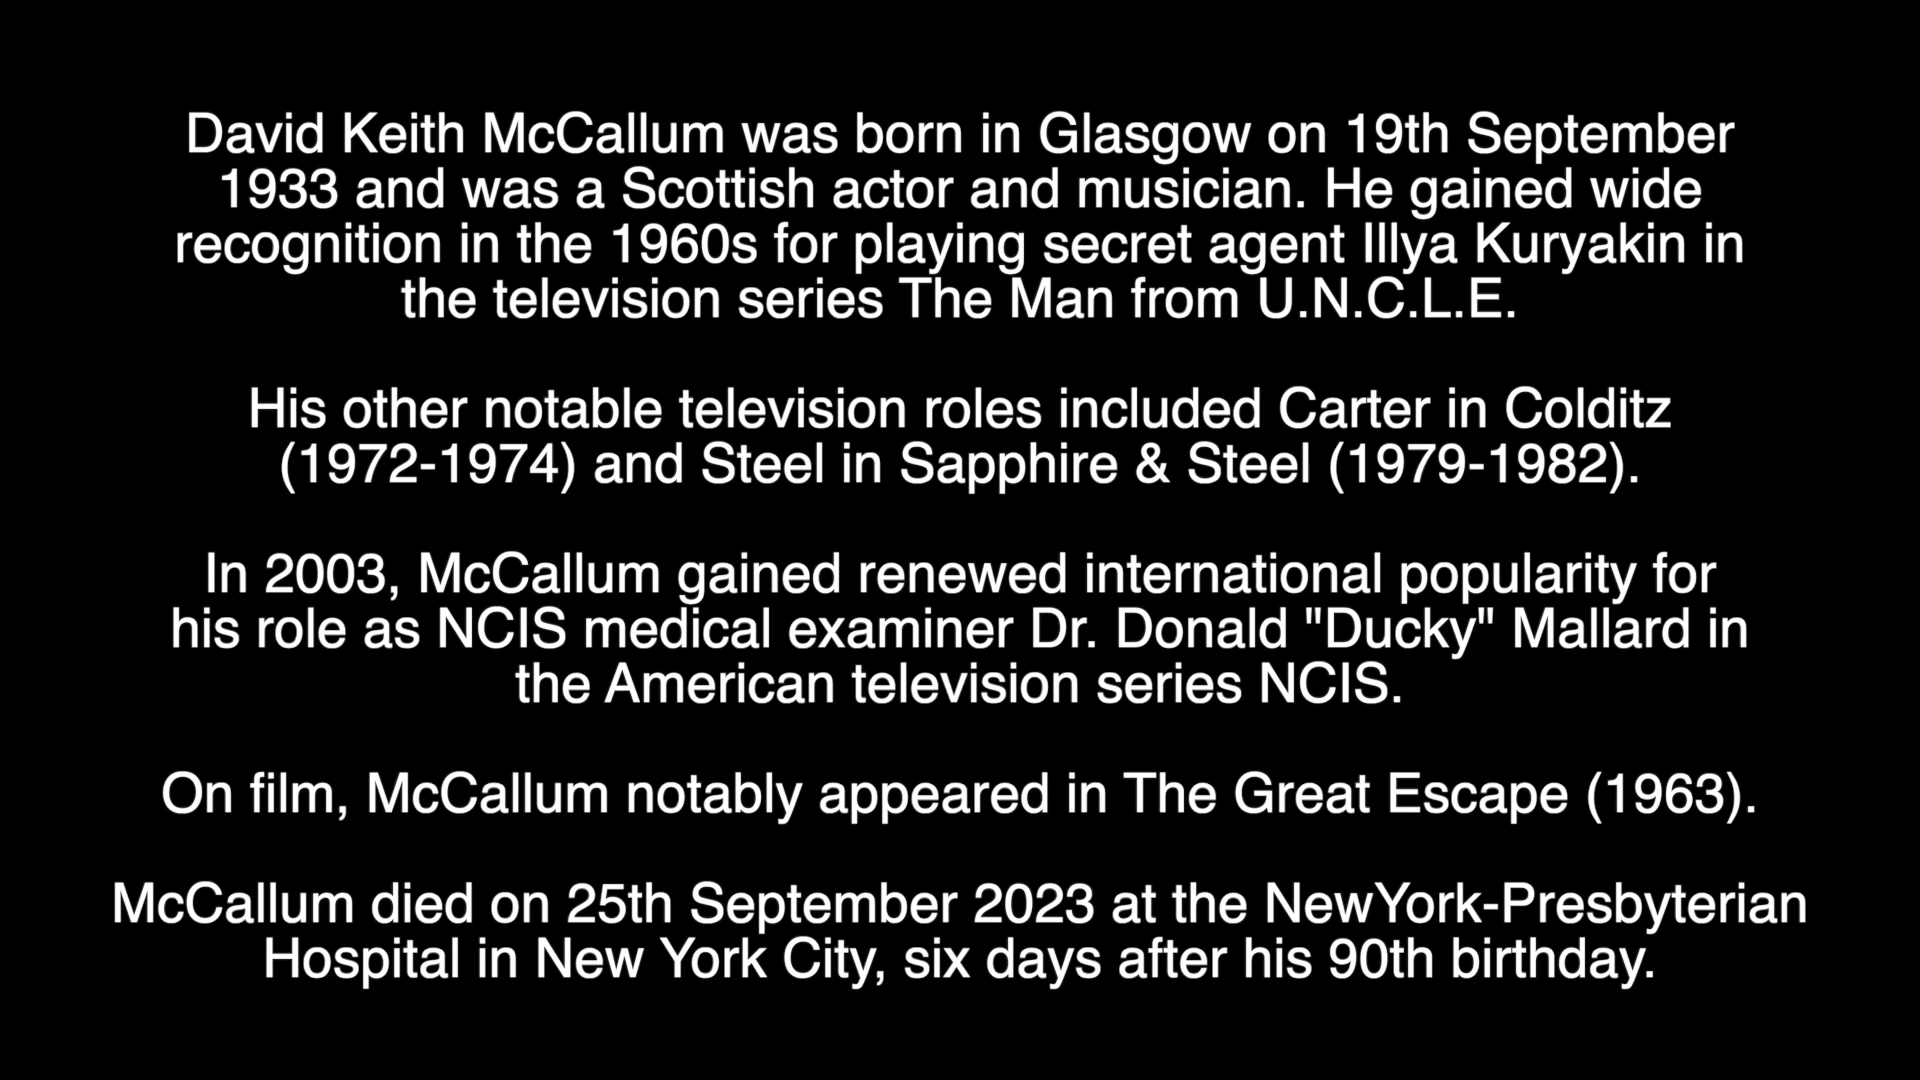 David Keith McCallum was born in Glasgow on 19th September
1933 and was a Scottish actor and musician. He gained wide
recognition in the 1960s for playing secret agent Illya Kuryakin in
the television series The Man from U.N.C.L.E.
His other notable television roles included Carter in Colditz
(1972-1974) and Steel in Sapphire & Steel (1979-1982).
In 2003, McCallum gained renewed international popularity for
his role as NCIS medical examiner Dr. Donald "Ducky" Mallard in
the American television series NCIS.
On film, McCallum notably appeared in The Great Escape (1963).
McCallum died on 25th September 2023 at the NewYork-Presbyterian
Hospital in New York City, six days after his 90th birthday.